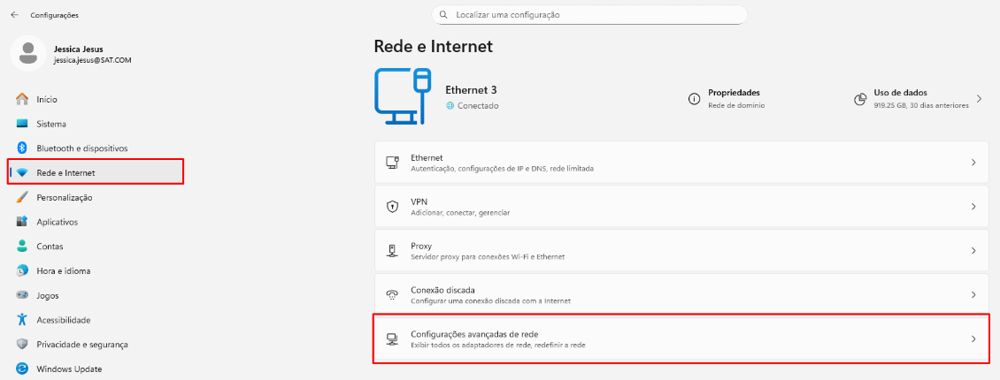 Configurações
Localizar uma configuração
Jessica Jesus
jessica.jesus@SAT.COM
Início
Sistema
Bluetooth e dispositivos
Rede e Internet
Personalização
Aplicativos
Contas
Hora e idioma
Jogos
Acessibilidade
Privacidade e segurança
Windows Update
Rede e Internet
Ethernet 3
Conectado
Propriedades
Rede de domínio
Uso de dados
919.25 GB, 30 dias anteriores
Ethernet
Autenticação, configurações de IP e DNS, rede limitada
VPN
Adicionar, conectar, gerenciar
Proxy
Servidor proxy para conexões Wi-Fi e Ethernet
Conexão discada
Configurar uma conexão discada com a Internet
Configurações avançadas de rede
Exibir todos os adaptadores de rede, redefinir a rede